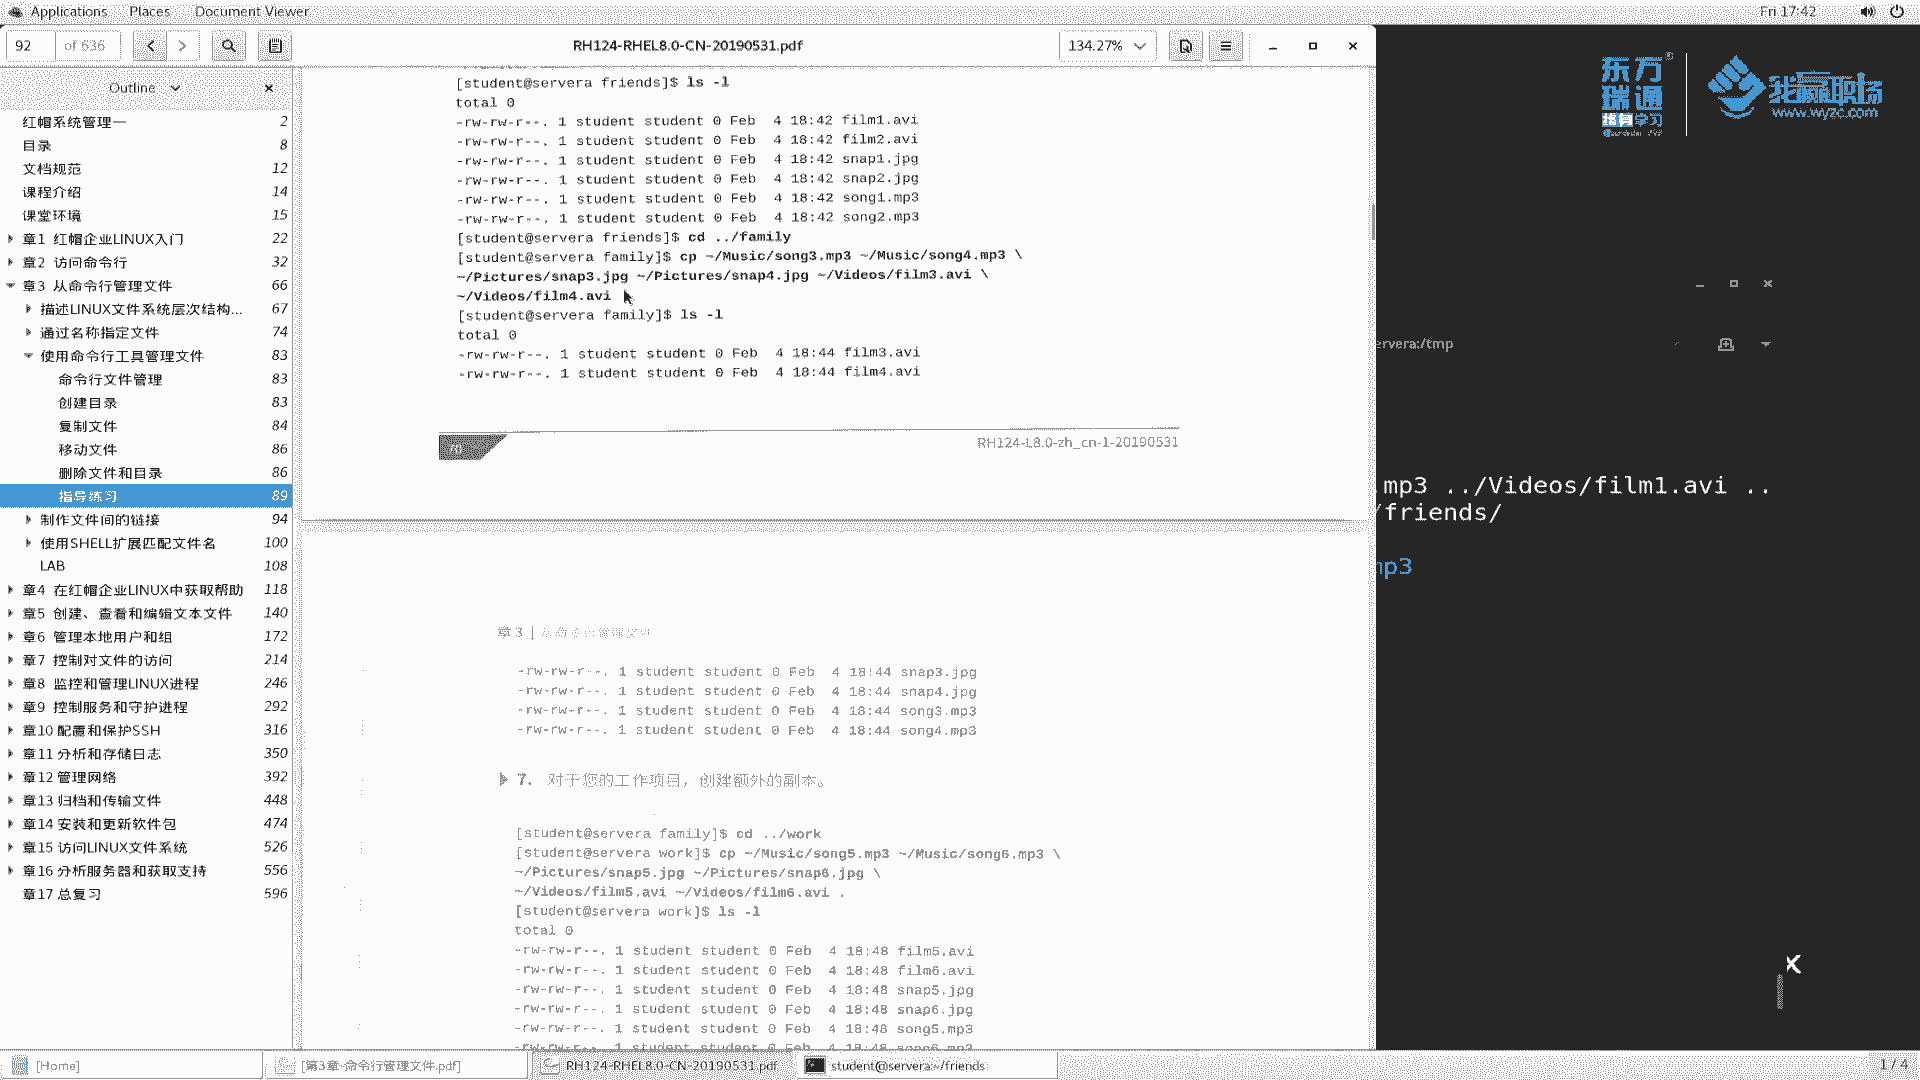 Applications Places Document Viewer
Fri 17:42
92 of 636
RH124-RHEL8.0-CN-20190531.pdf
134.27%
Outline
红帽系统管理一 2
目录 8
文档规范 12
课程介绍 14
课堂环境 15
章1 红帽企业LINUX入门 22
章2 访问命令行 32
章3 从命令行管理文件 66
描述LINUX文件系统层次结构... 67
通过名称指定文件 74
使用命令行工具管理文件 83
命令行文件管理 83
创建目录 83
复制文件 84
移动文件 86
删除文件和目录 86
指导练习 89
制作文件间的链接 94
使用SHELL扩展匹配文件名 100
LAB 108
章4 在红帽企业LINUX中获取帮助 118
章5 创建、查看和编辑文本文件 140
章6 管理本地用户和组 172
章7 控制对文件的访问 214
章8 监控和管理LINUX进程 246
章9 控制服务和守护进程 292
章10 配置和保护SSH 316
章11 分析和存储日志 350
章12 管理网络 392
章13 归档和传输文件 448
章14 安装和更新软件包 474
章15 访问LINUX文件系统 526
章16 分析服务器和获取支持 556
章17 总复习 596
[student@servera friends]$ ls -l
total 0
-rw-rw-r--. 1 student student 0 Feb  4 18:42 film1.avi
-rw-rw-r--. 1 student student 0 Feb  4 18:42 film2.avi
-rw-rw-r--. 1 student student 0 Feb  4 18:42 snap1.jpg
-rw-rw-r--. 1 student student 0 Feb  4 18:42 snap2.jpg
-rw-rw-r--. 1 student student 0 Feb  4 18:42 song1.mp3
-rw-rw-r--. 1 student student 0 Feb  4 18:42 song2.mp3
[student@servera friends]$ cd ../family
[student@servera family]$ cp ~/Music/song3.mp3 ~/Music/song4.mp3 \
~/Pictures/snap3.jpg ~/Pictures/snap4.jpg ~/Videos/film3.avi \
~/Videos/film4.avi
[student@servera family]$ ls -l
total 0
-rw-rw-r--. 1 student student 0 Feb  4 18:44 film3.avi
-rw-rw-r--. 1 student student 0 Feb  4 18:44 film4.avi
RH124-L8.0-zh_cn-1-20190531
章 3 | 从命令行管理文件
-rw-rw-r--. 1 student student 0 Feb  4 18:44 snap3.jpg
-rw-rw-r--. 1 student student 0 Feb  4 18:44 snap4.jpg
-rw-rw-r--. 1 student student 0 Feb  4 18:44 song3.mp3
-rw-rw-r--. 1 student student 0 Feb  4 18:44 song4.mp3
7. 对于您的工作项目，创建额外的副本。
[student@servera family]$ cd ../work
[student@servera work]$ cp ~/Music/song5.mp3 ~/Music/song6.mp3 \
~/Pictures/snap5.jpg ~/Pictures/snap6.jpg \
~/Videos/film5.avi ~/Videos/film6.avi .
[student@servera work]$ ls -l
total 0
-rw-rw-r--. 1 student student 0 Feb  4 18:48 film5.avi
-rw-rw-r--. 1 student student 0 Feb  4 18:48 film6.avi
-rw-rw-r--. 1 student student 0 Feb  4 18:48 snap5.jpg
-rw-rw-r--. 1 student student 0 Feb  4 18:48 snap6.jpg
-rw-rw-r--. 1 student student 0 Feb  4 18:48 song5.mp3
-rw-rw-r--. 1 student student 0 Feb  4 18:48 song6.mp3
东方瑞通
培育学习
我赢职场
www.wyzc.com
ervera:/tmp
mp3 ../Videos/film1.avi ..
/friends/
mp3
[Home]
[第3章-命令行管理文件.pdf]
RH124-RHEL8.0-CN-20190531.pdf
student@servera:~/friends
1 / 4